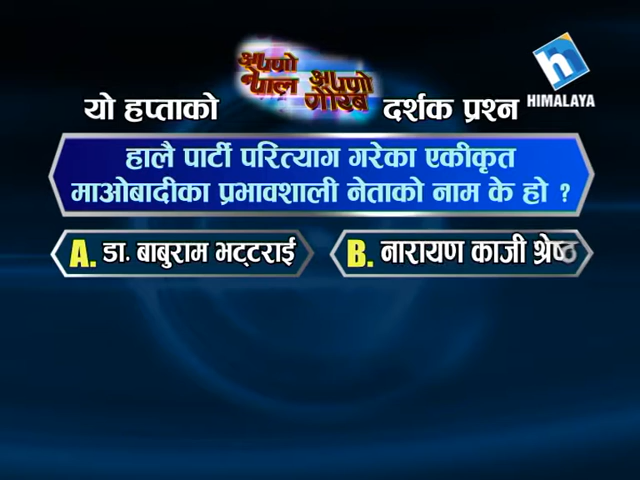 आफ्नो नेपाल आफ्नो गौरव
HIMALAYA
यो हप्ताको दर्शक प्रश्न
हालै पार्टी परित्याग गरेका एकीकृत
माओबादीका प्रभावशाली नेताको नाम के हो ?
A. डा. बाबुराम भट्टराई
B. नारायण काजी श्रेष्ठ